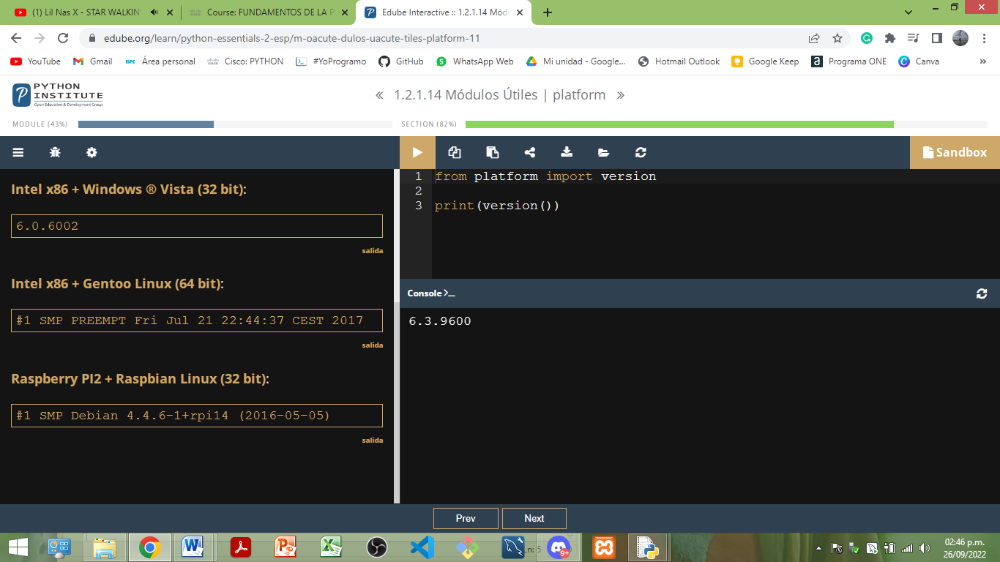 (1) Lil Nas X - STAR WALKIN'
Course: FUNDAMENTOS DE LA P
Edube Interactive :: 1.2.1.14 Módu
edube.org/learn/python-essentials-2-esp/m-oacute-dulos-uacute-tiles-platform-11
YouTube
Gmail
ISPC Área personal
Cisco: PYTHON
#YoProgramo
GitHub
5 WhatsApp Web
Mi unidad - Google...
Hotmail Outlook
Google Keep
a Programa ONE
Canva
»
PYTHON
INSTITUTE
Open Education & Development Group
« 1.2.1.14 Módulos Útiles | platform »
MODULE (43%)
SECTION (82%)
Sandbox
Intel x86 + Windows ® Vista (32 bit):
6.0.6002
salida
Intel x86 + Gentoo Linux (64 bit):
#1 SMP PREEMPT Fri Jul 21 22:44:37 CEST 2017
salida
Raspberry PI2 + Raspbian Linux (32 bit):
#1 SMP Debian 4.4.6-1+rpi14 (2016-05-05)
salida
1 from platform import version
2
3 print(version())
Console >_
6.3.9600
Prev
Next
Ln: 5
9+
02:46 p.m.
26/09/2022